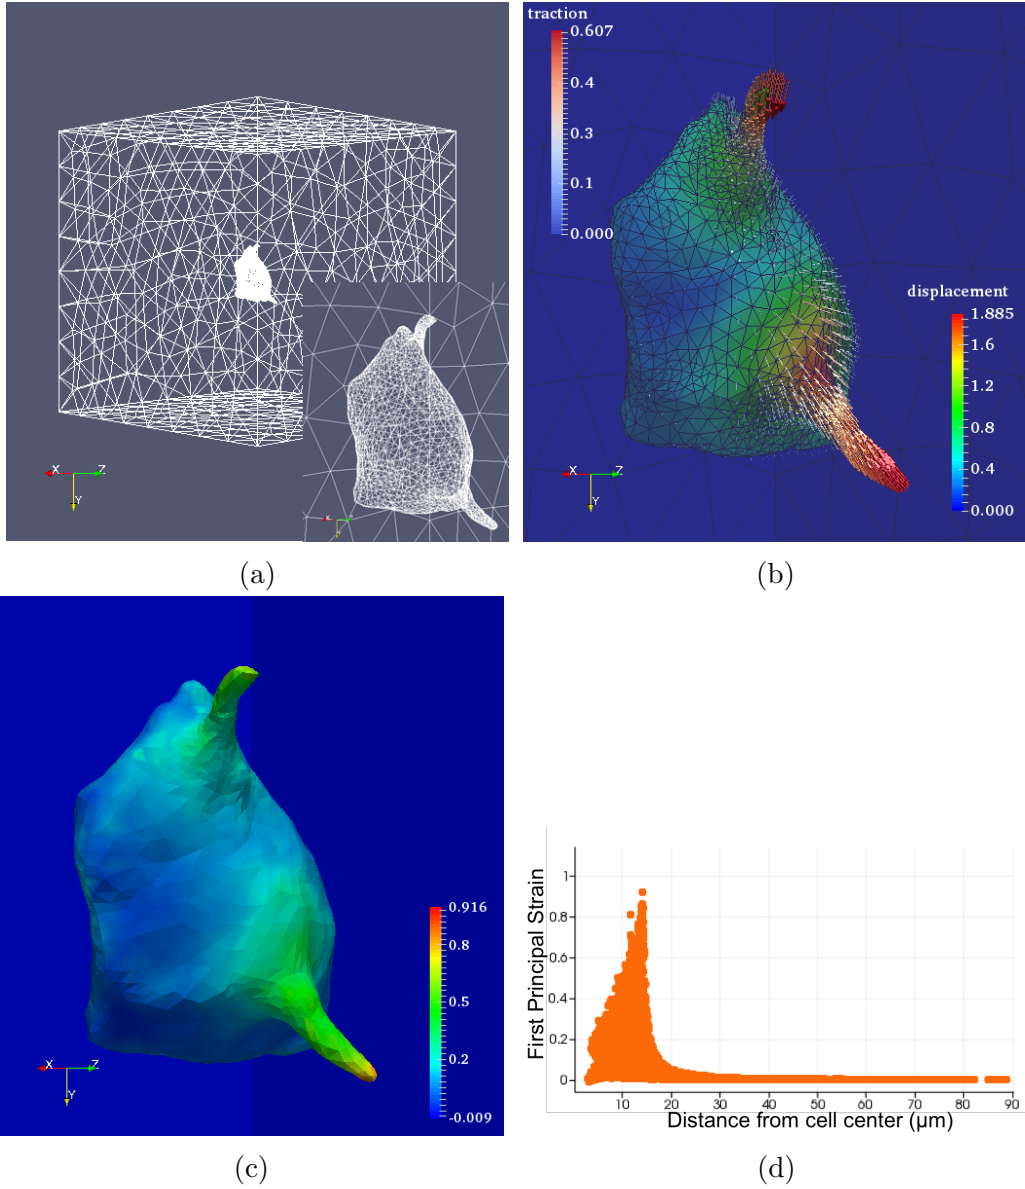 X
Z
Y
(a)
traction
0.607
0.4
0.3
0.1
0.000
displacement
1.885
1.6
1.2
0.8
0.4
0.000
X
Z
Y
(b)
0.916
0.8
0.5
0.2
-0.009
X
Z
Y
(c)
First Principal Strain
1
0.8
0.6
0.4
0.2
0
10 20 30 40 50 60 70 80 90
Distance from cell center (µm)
(d)